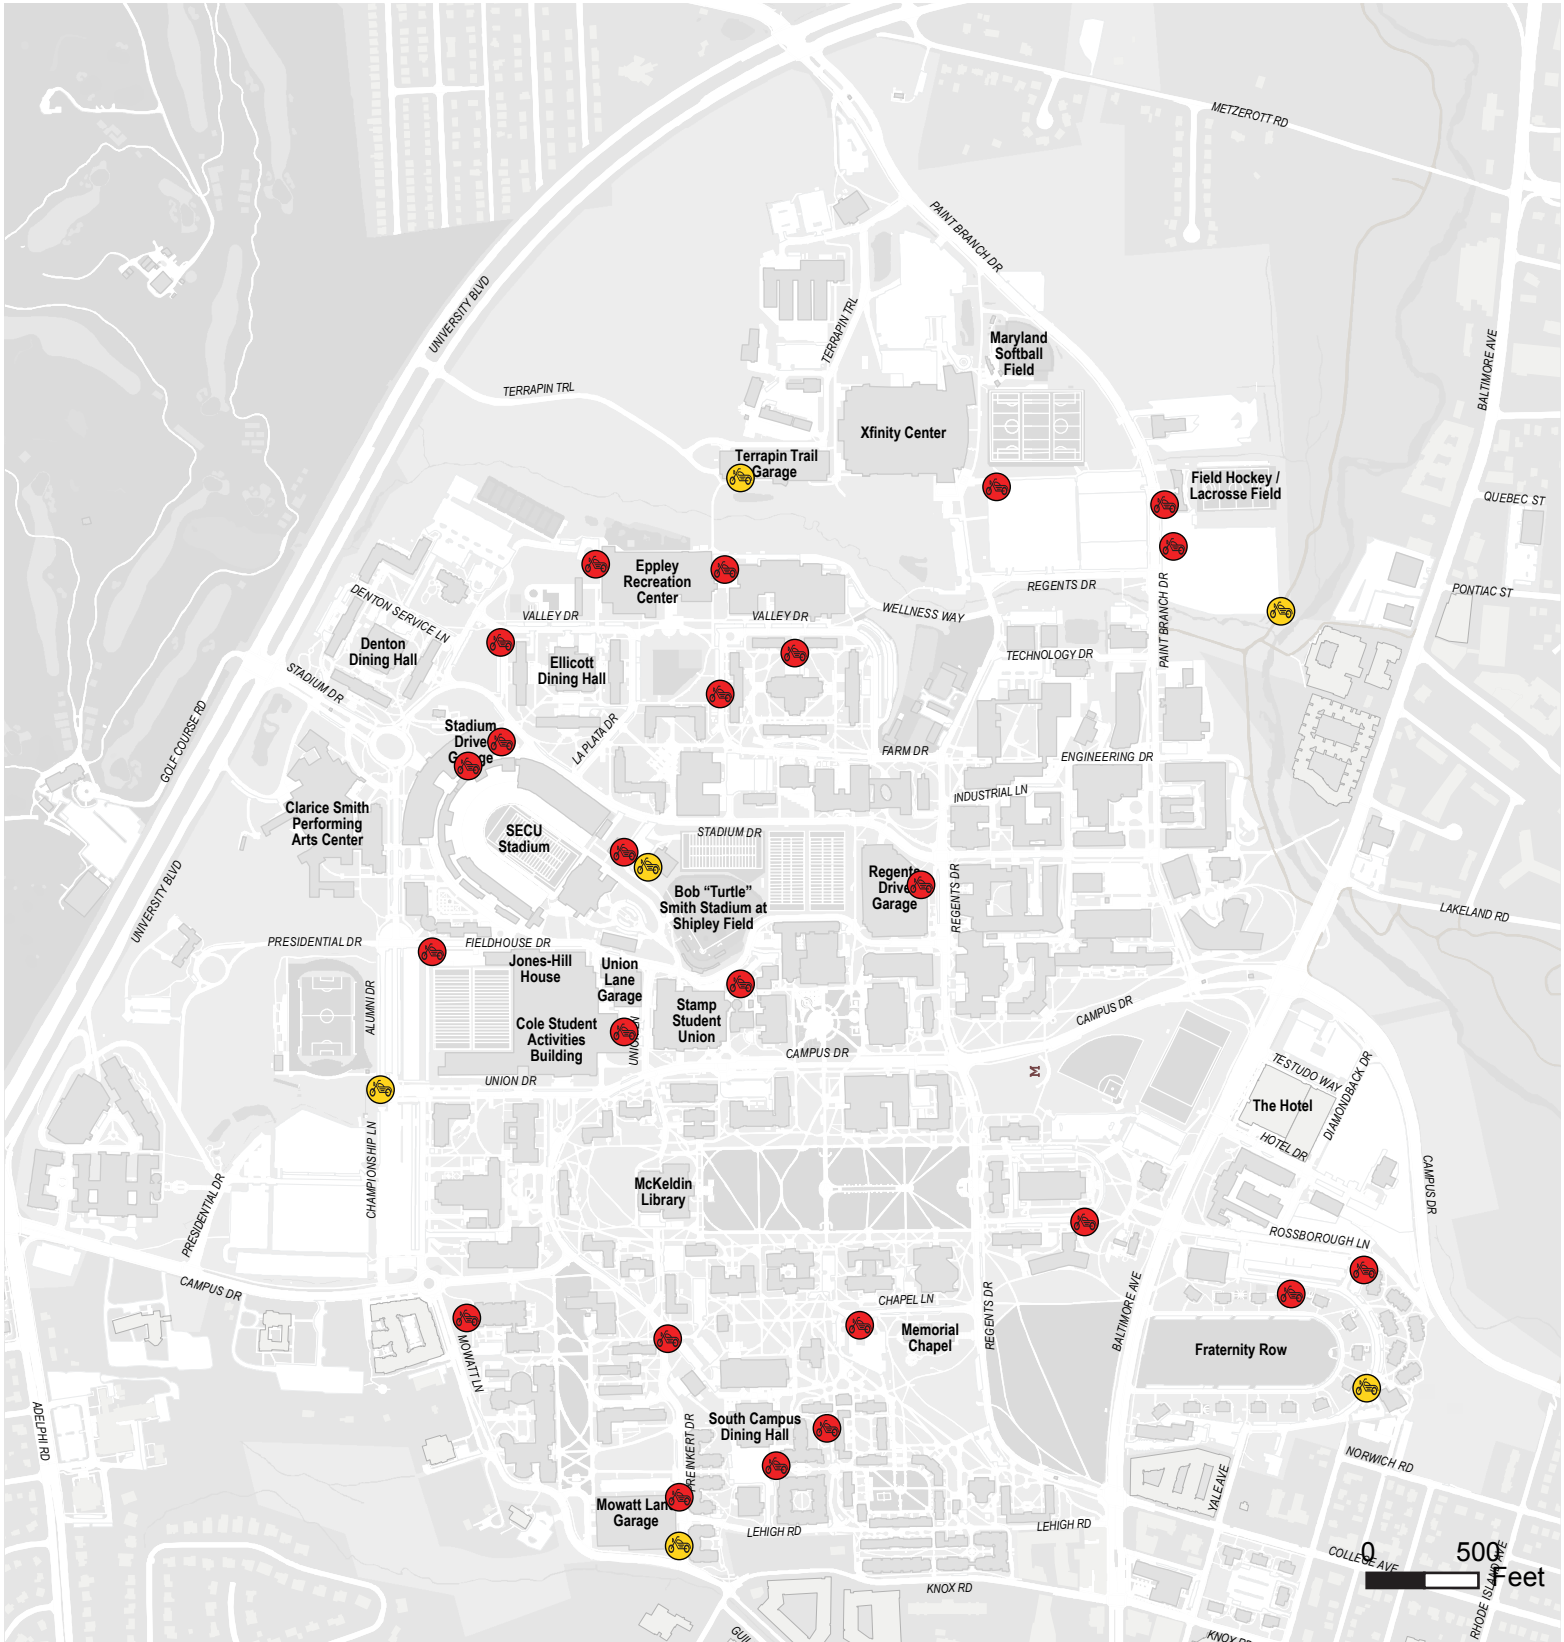 METZEROTT RD
PAINT BRANCH DR
UNIVERSITY BLVD
TERRAPIN TRL
BALTIMORE AVE
Maryland
Softball
Field
TERRAPIN TRL
Xfinity Center
Terrapin Trail
Garage
Field Hockey /
Lacrosse Field
QUEBEC ST
Eppley
Recreation
Center
REGENTS DR
PONTIAC ST
DENTON SERVICE LN
VALLEY DR
VALLEY DR
WELLNESS WAY
PAINT BRANCH DR
Denton
Dining Hall
Ellicott
Dining Hall
TECHNOLOGY DR
STADIUM DR
GOLF COURSE RD
Stadium
Drive
LA PLATA DR
FARM DR
ENGINEERING DR
INDUSTRIAL LN
Clarice Smith
Performing
Arts Center
SECU
Stadium
STADIUM DR
UNIVERSITY BLVD
Bob “Turtle”
Smith Stadium at
Shipley Field
Regents
Drive
Garage
REGENTS DR
LAKELAND RD
PRESIDENTIAL DR
FIELDHOUSE DR
Jones-Hill
House
Union
Lane
Garage
ALUMNI DR
Stamp
Student
Union
CAMPUS DR
Cole Student
Activities
Building
CAMPUS DR
M
UNION DR
TESTUDO WAY
DIAMONDBACK DR
The Hotel
HOTEL DR
CHAMPIONSHIP LN
PRESIDENTIAL DR
McKeldin
Library
CAMPUS DR
ROSSBOROUGH LN
CAMPUS DR
CHAPEL LN
REGENTS DR
BALTIMORE AVE
Memorial
Chapel
MOWATT LN
Fraternity Row
ADELPHI RD
PREINKERT DR
South Campus
Dining Hall
NORWICH RD
YALE AVE
Mowatt Lane
Garage
LEHIGH RD
LEHIGH RD
COLLEGE AVE
RHODE ISLAND AVE
0 500
Feet
KNOX RD